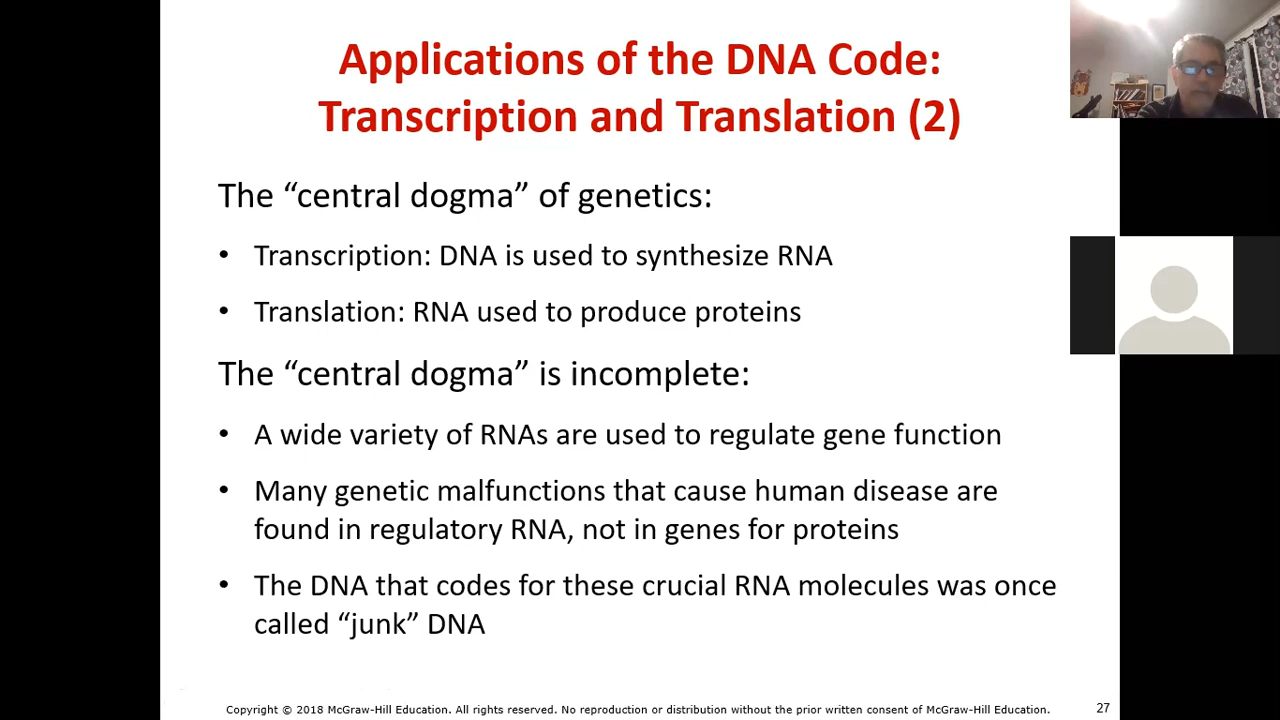 Applications of the DNA Code:
Transcription and Translation (2)
The “central dogma” of genetics:
• Transcription: DNA is used to synthesize RNA
• Translation: RNA used to produce proteins
The “central dogma” is incomplete:
• A wide variety of RNAs are used to regulate gene function
• Many genetic malfunctions that cause human disease are
found in regulatory RNA, not in genes for proteins
• The DNA that codes for these crucial RNA molecules was once
called “junk” DNA
Copyright © 2018 McGraw-Hill Education. All rights reserved. No reproduction or distribution without the prior written consent of McGraw-Hill Education.
27